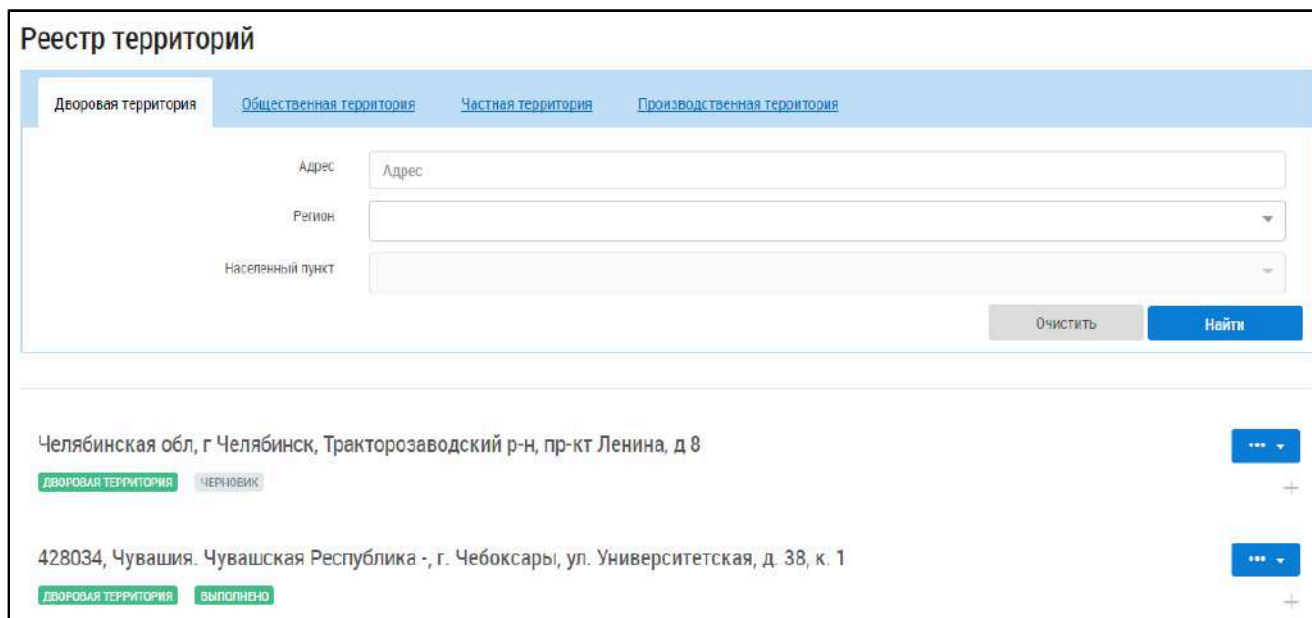 Реестр территорий
Дворовая территория Общественная территория Частная территория Производственная территория
Адрес Адрес
Регион
Населенный пункт
Очистить Найти
Челябинская обл, г Челябинск, Тракторозаводский р-н, пр-кт Ленина, д 8
ДВОРОВАЯ ТЕРРИТОРИЯ ЧЕРНОВИК
428034, Чувашия. Чувашская Республика -, г. Чебоксары, ул. Университетская, д. 38, к. 1
ДВОРОВАЯ ТЕРРИТОРИЯ ВЫПОЛНЕНО